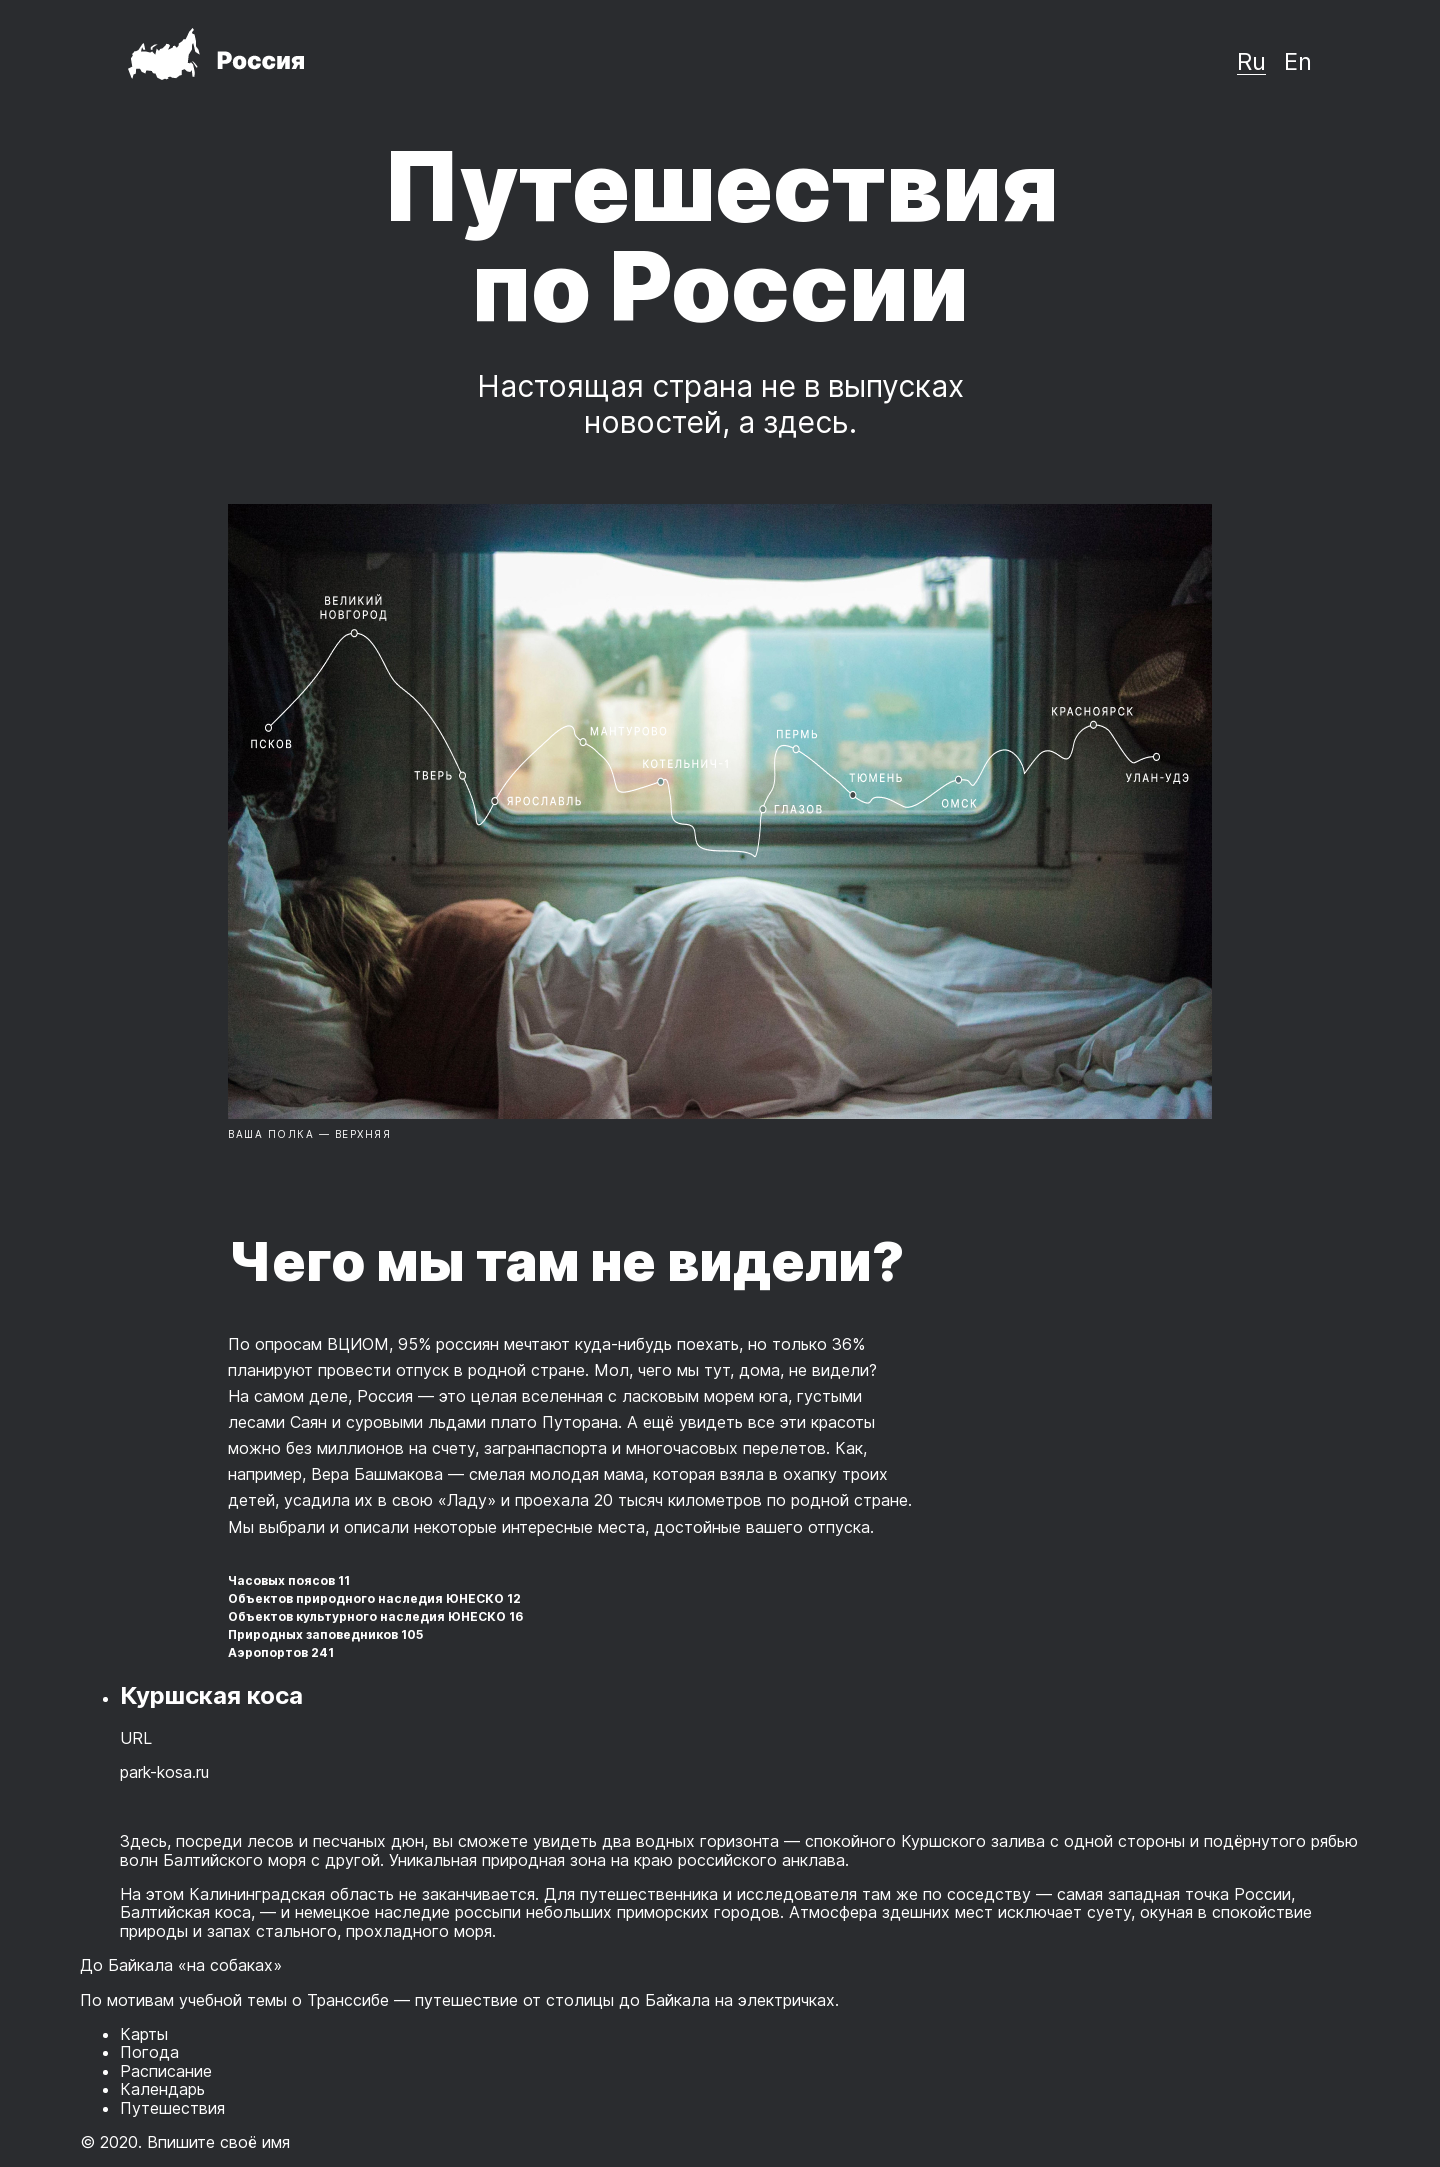 Россия
Ru En
Путешествия
по России
Настоящая страна не в выпусках
новостей, а здесь.
ВЕЛИКИЙ
НОВГОРОД
ПСКОВ
ТВЕРЬ
ЯРОСЛАВЛЬ
МАНТУРОВО
КОТЕЛЬНИЧ-1
ПЕРМЬ
ГЛАЗОВ
ТЮМЕНЬ
ОМСК
КРАСНОЯРСК
УЛАН-УДЭ
5403062
ВАША ПОЛКА — ВЕРХНЯЯ
Чего мы там не видели?
По опросам ВЦИОМ, 95% россиян мечтают куда-нибудь поехать, но только 36%
планируют провести отпуск в родной стране. Мол, чего мы тут, дома, не видели?
На самом деле, Россия — это целая вселенная с ласковым морем юга, густыми
лесами Саян и суровыми льдами плато Путорана. А ещё увидеть все эти красоты
можно без миллионов на счету, загранпаспорта и многочасовых перелетов. Как,
например, Вера Башмакова — смелая молодая мама, которая взяла в охапку троих
детей, усадила их в свою «Ладу» и проехала 20 тысяч километров по родной стране.
Мы выбрали и описали некоторые интересные места, достойные вашего отпуска.
Часовых поясов 11
Объектов природного наследия ЮНЕСКО 12
Объектов культурного наследия ЮНЕСКО 16
Природных заповедников 105
Аэропортов 241
• Куршская коса
URL
park-kosa.ru
Здесь, посреди лесов и песчаных дюн, вы сможете увидеть два водных горизонта — спокойного Куршского залива с одной стороны и подёрнутого рябью
волн Балтийского моря с другой. Уникальная природная зона на краю российского анклава.
На этом Калининградская область не заканчивается. Для путешественника и исследователя там же по соседству — самая западная точка России,
Балтийская коса, — и немецкое наследие россыпи небольших приморских городов. Атмосфера здешних мест исключает суету, окуная в спокойствие
природы и запах стального, прохладного моря.
До Байкала «на собаках»
По мотивам учебной темы о Транссибе — путешествие от столицы до Байкала на электричках.
• Карты
• Погода
• Расписание
• Календарь
• Путешествия
© 2020. Впишите своё имя